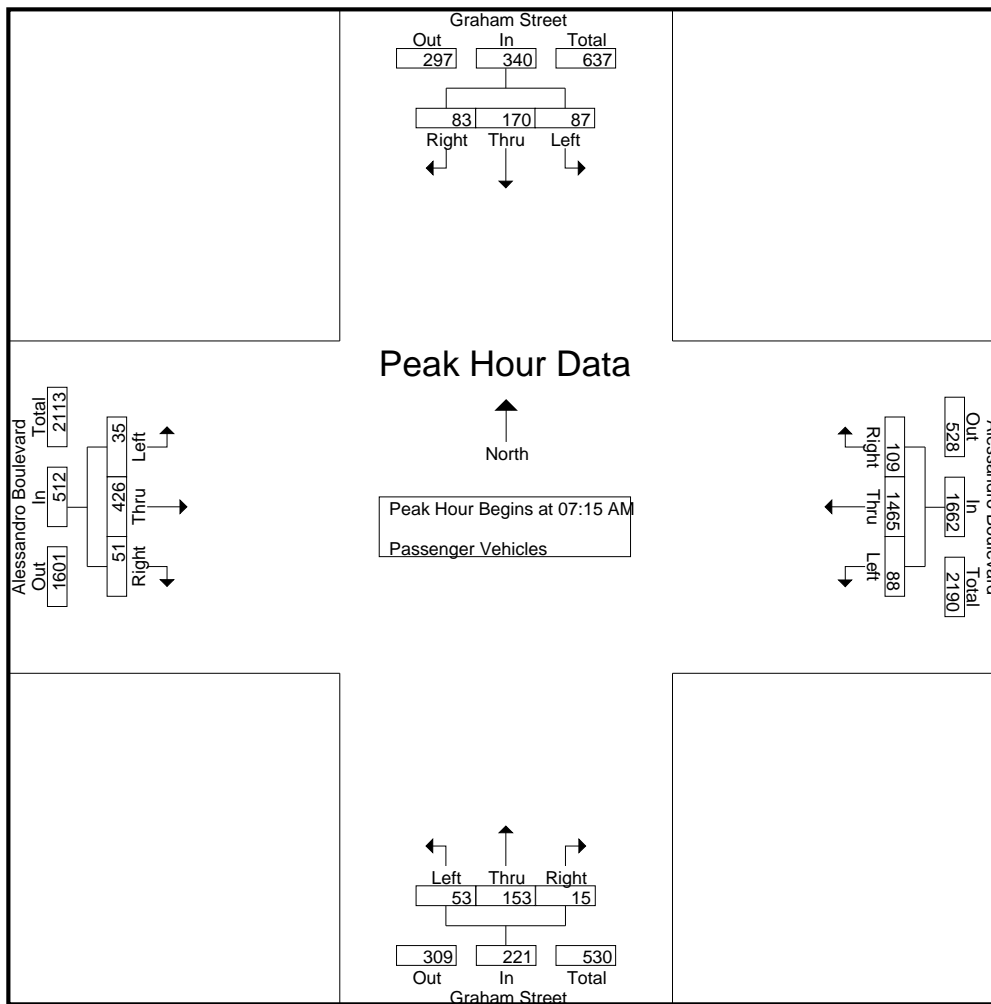 Graham Street
Out In Total
297 340 637
83 170 87
Right Thru Left
Peak Hour Data
North
Peak Hour Begins at 07:15 AM
Passenger Vehicles
Alessandro Boulevard
Total In Out
2113 512 1601
35 426 51
Left Thru Right
Alessandro Boulevard
Out In Total
528 1662 2190
109 1465 88
Right Thru Left
Left Thru Right
53 153 15
309 221 530
Out In Total
Graham Street